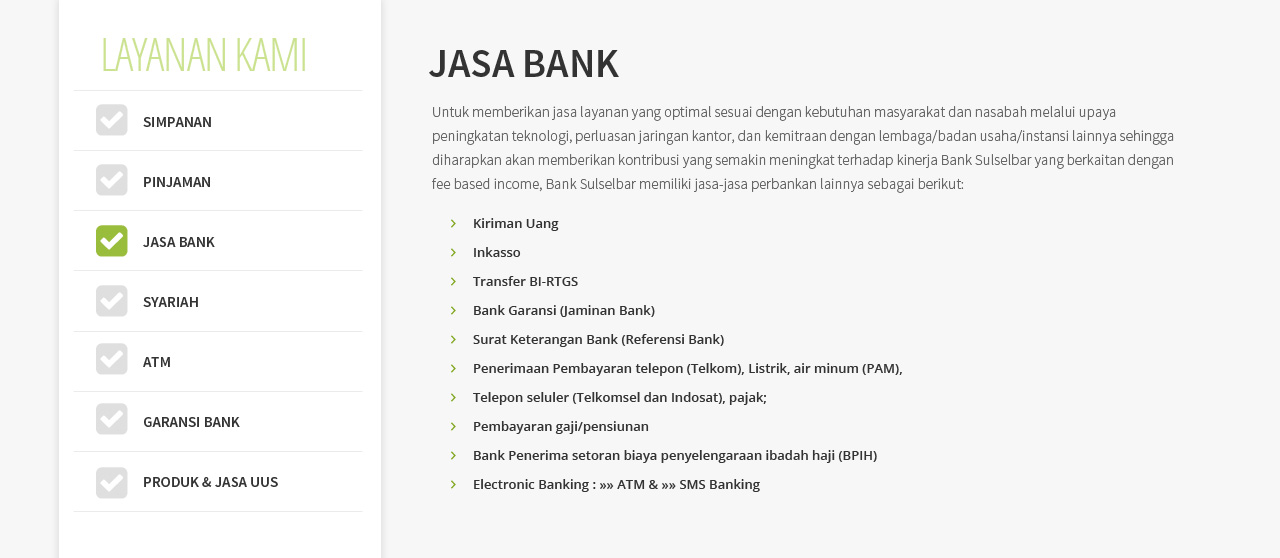 LAYANAN KAMI
SIMPANAN
PINJAMAN
JASA BANK
SYARIAH
ATM
GARANSI BANK
PRODUK & JASA UUS
JASA BANK
Untuk memberikan jasa layanan yang optimal sesuai dengan kebutuhan masyarakat dan nasabah melalui upaya
peningkatan teknologi, perluasan jaringan kantor, dan kemitraan dengan lembaga/badan usaha/instansi lainnya sehingga
diharapkan akan memberikan kontribusi yang semakin meningkat terhadap kinerja Bank Sulselbar yang berkaitan dengan
fee based income, Bank Sulselbar memiliki jasa-jasa perbankan lainnya sebagai berikut:
Kiriman Uang
Inkasso
Transfer BI-RTGS
Bank Garansi (Jaminan Bank)
Surat Keterangan Bank (Referensi Bank)
Penerimaan Pembayaran telepon (Telkom), Listrik, air minum (PAM),
Telepon seluler (Telkomsel dan Indosat), pajak;
Pembayaran gaji/pensiunan
Bank Penerima setoran biaya penyelengaraan ibadah haji (BPIH)
Electronic Banking : »» ATM & »» SMS Banking